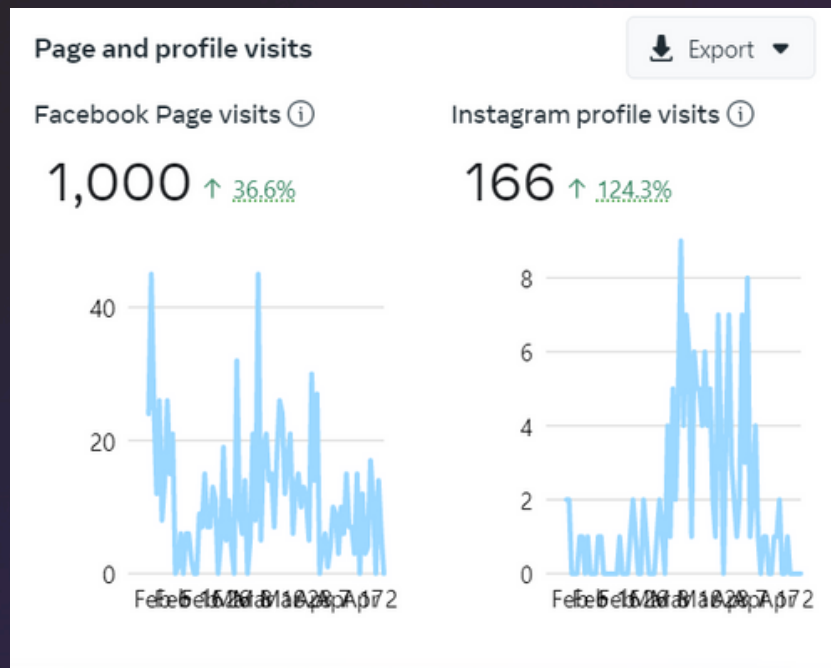 Page and profile visits
Export
Facebook Page visits
Instagram profile visits
1,000 ↑ 36.6%
166 ↑ 124.3%
40
20
0
8
6
4
2
0